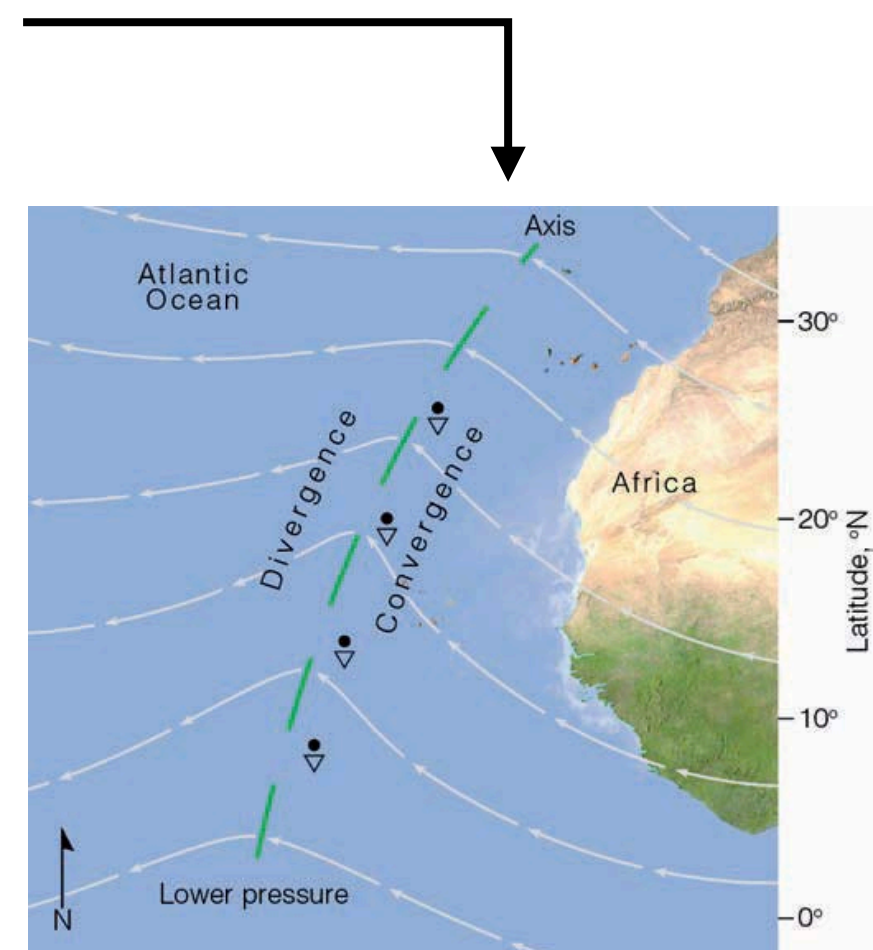 Axis
Atlantic
Ocean
30°
Divergence
Convergence
Africa
20°
Latitude, °N
10°
Lower pressure
N
0°